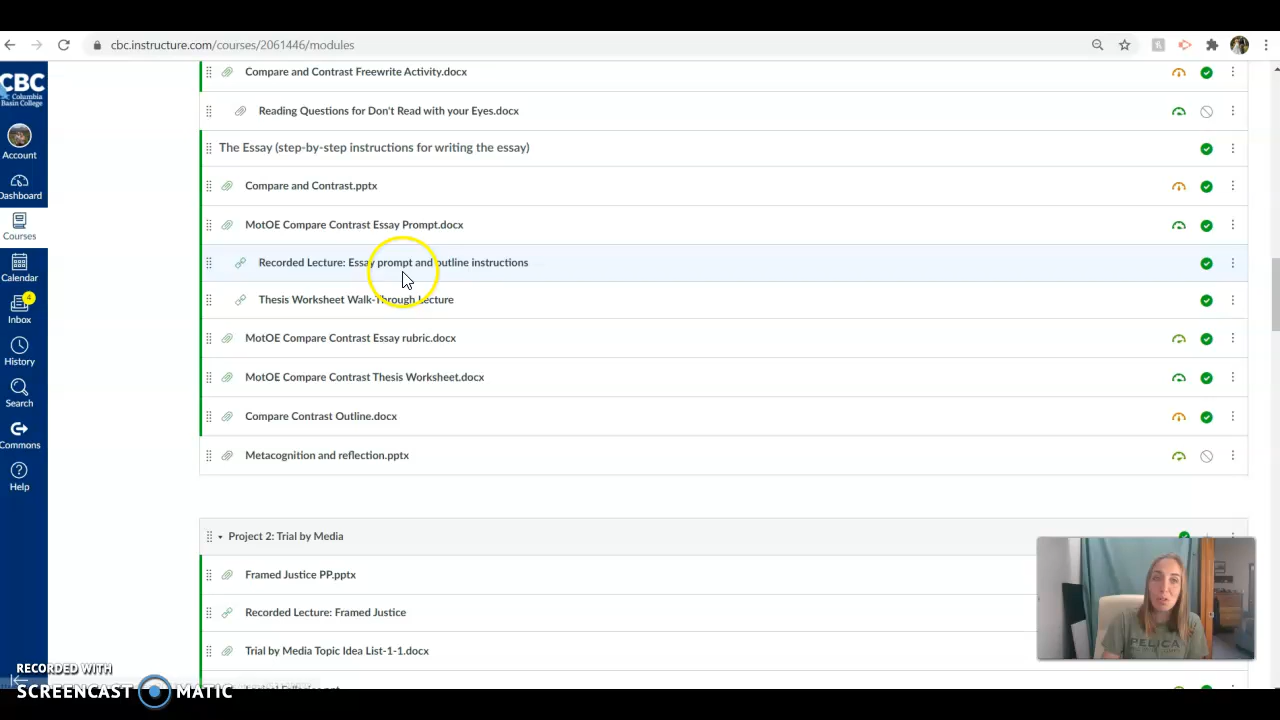 cbc.instructure.com/courses/2061446/modules
CBC
Columbia
Basin College
Account
Dashboard
Courses
Calendar
4
Inbox
History
Search
Commons
Help
Compare and Contrast Freewrite Activity.docx
Reading Questions for Don't Read with your Eyes.docx
The Essay (step-by-step instructions for writing the essay)
Compare and Contrast.pptx
MotOE Compare Contrast Essay Prompt.docx
Recorded Lecture: Essay prompt and outline instructions
Thesis Worksheet Walk-Through Lecture
MotOE Compare Contrast Essay rubric.docx
MotOE Compare Contrast Thesis Worksheet.docx
Compare Contrast Outline.docx
Metacognition and reflection.pptx
Project 2: Trial by Media
Framed Justice PP.pptx
Recorded Lecture: Framed Justice
Trial by Media Topic Idea List-1-1.docx
PELICA
RECORDED WITH
SCREENCAST MATIC